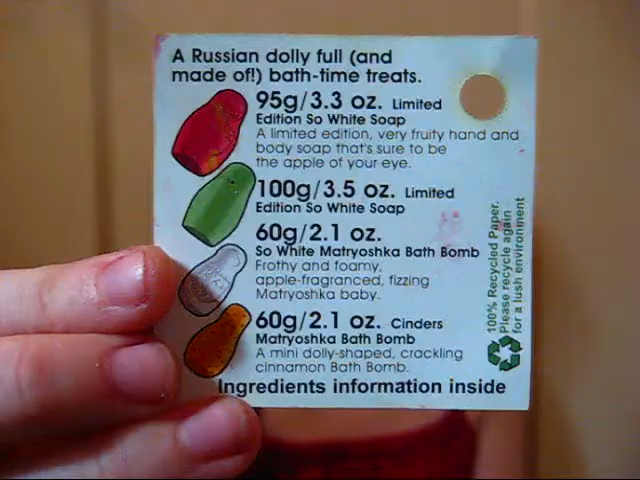 A Russian dolly full (and
made of!) bath-time treats.
95g/3.3 oz. Limited
Edition So White Soap
A limited edition, very fruity hand and
body soap that's sure to be
the apple of your eye.
100g/3.5 oz. Limited
Edition So White Soap
60g/2.1 oz.
So White Matryoshka Bath Bomb
Frothy and foamy,
apple-fragranced, fizzing
Matryoshka baby.
60g/2.1 oz. Cinders
Matryoshka Bath Bomb
A mini dolly-shaped, crackling
cinnamon Bath Bomb.
Ingredients information inside
100% Recycled Paper.
Please recycle again
for a lush environment